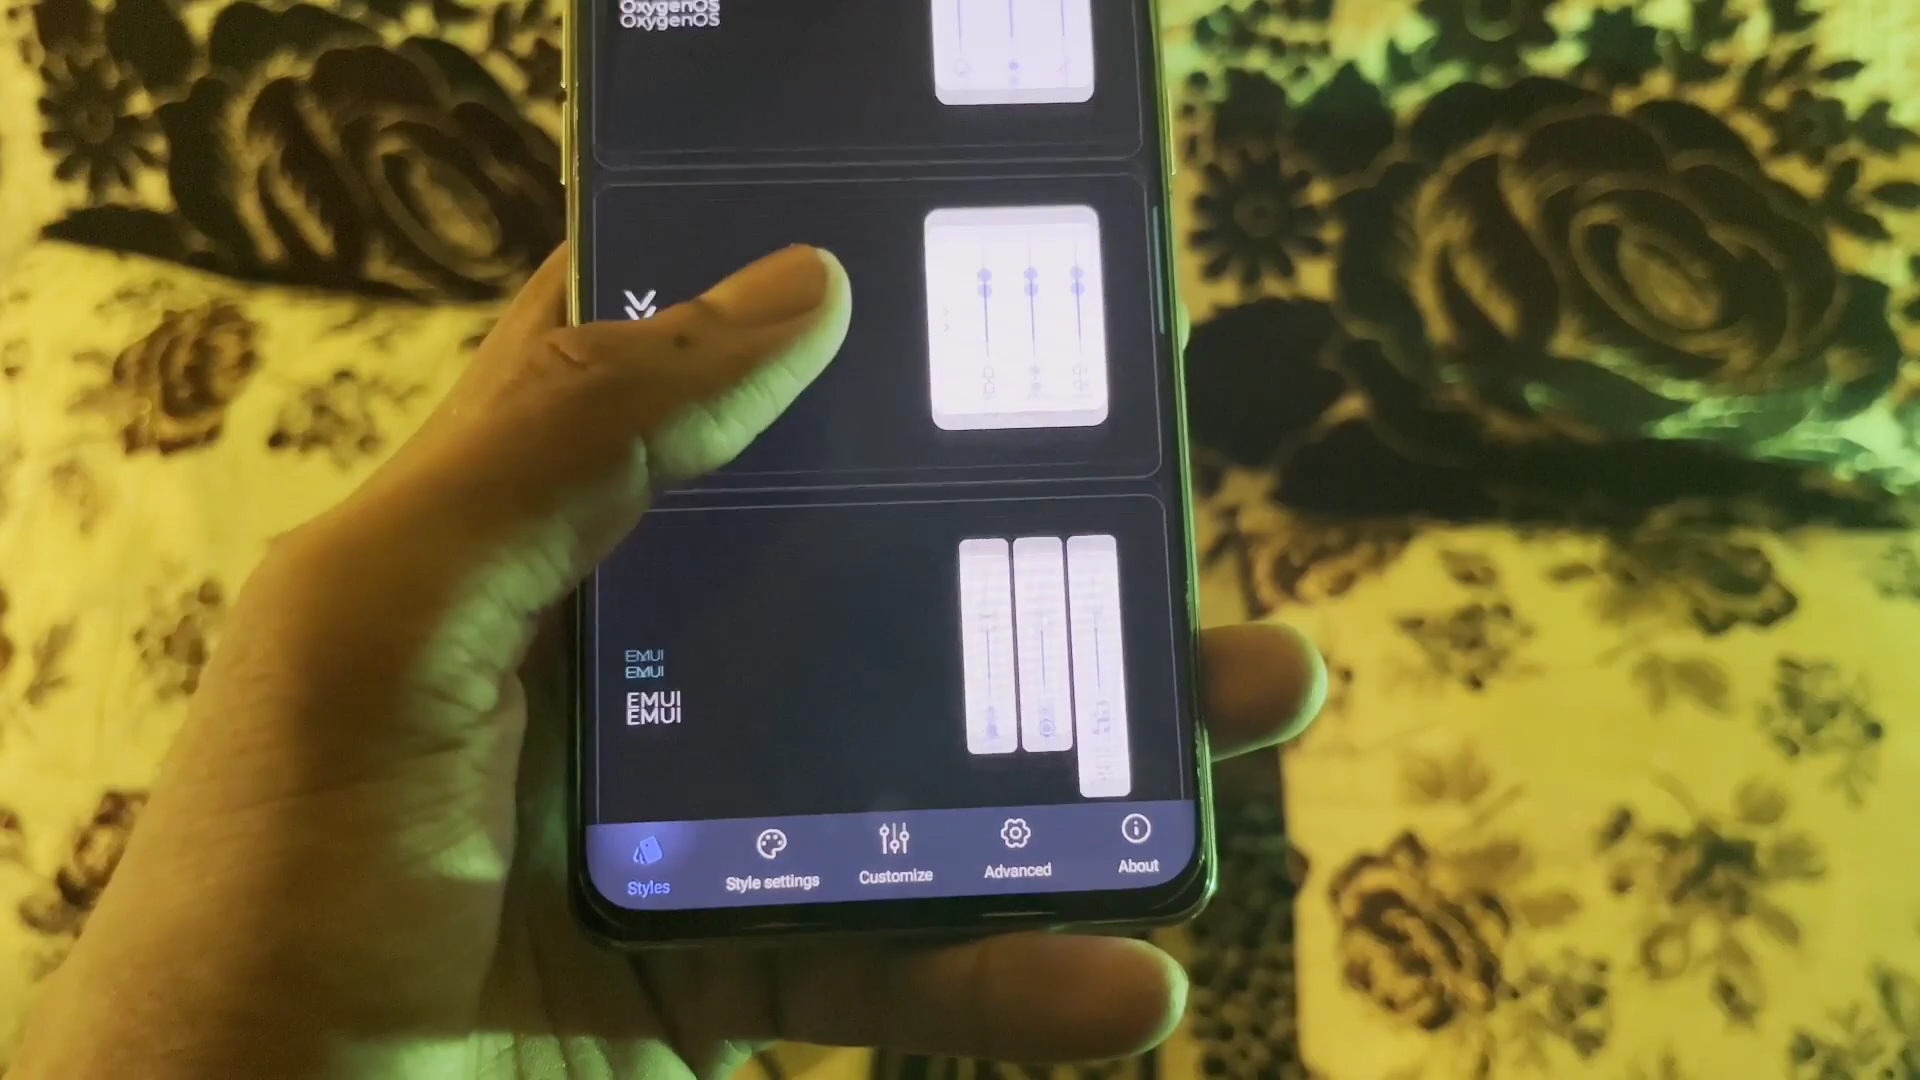 OxygenOS
OxygenOS
EMUI
EMUI
EMUI
EMUI
Styles
Style settings
Customize
Advanced
About